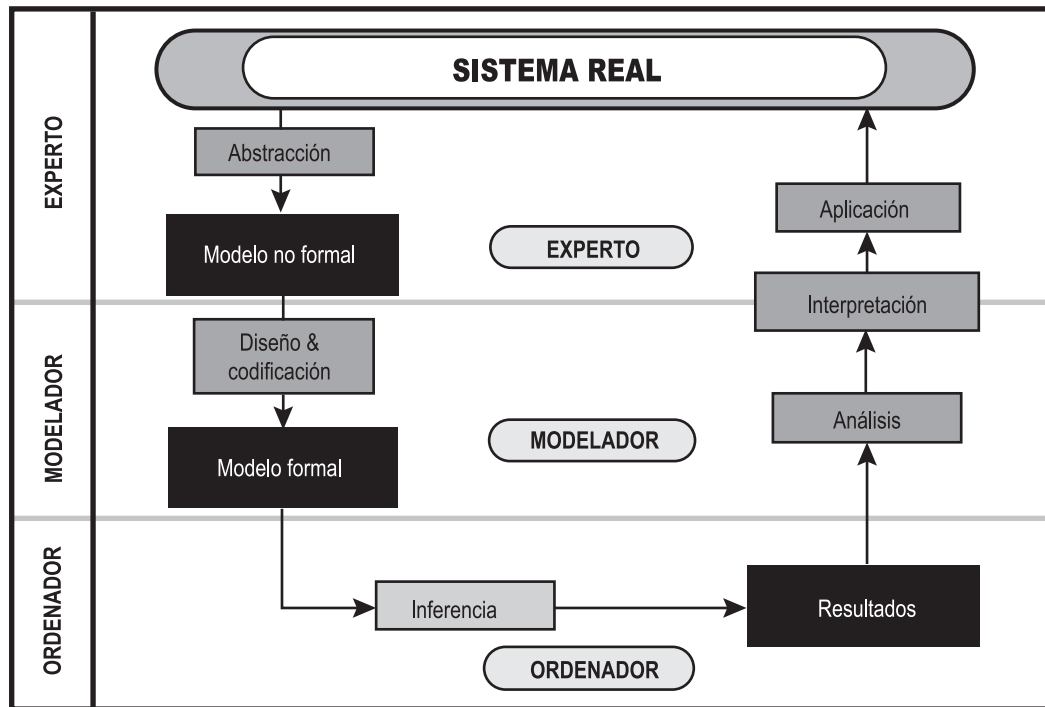 SISTEMA REAL
EXPERTO
Abstracción
Modelo no formal
EXPERTO
Aplicación
Interpretación
MODELADOR
Diseño &
codificación
Modelo formal
MODELADOR
Análisis
ORDENADOR
Inferencia
Resultados
ORDENADOR